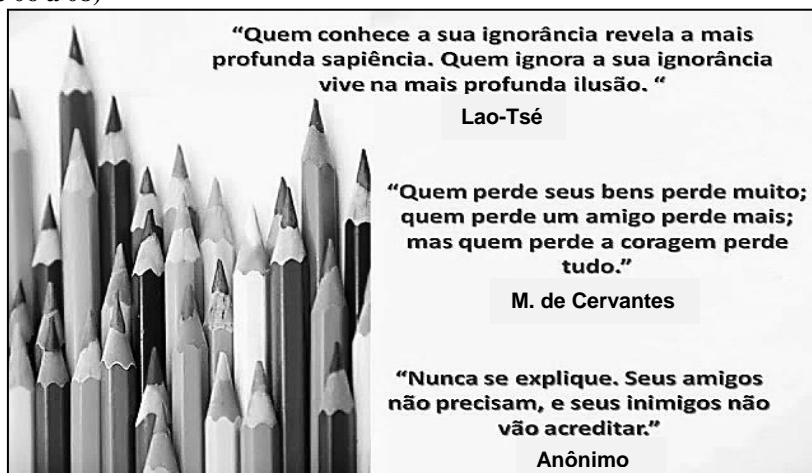 “Quem conhece a sua ignorância revela a mais
profunda sapiência. Quem ignora a sua ignorância
vive na mais profunda ilusão. “
Lao-Tsé
“Quem perde seus bens perde muito;
quem perde um amigo perde mais;
mas quem perde a coragem perde
tudo.”
M. de Cervantes
“Nunca se explique. Seus amigos
não precisam, e seus inimigos não
vão acreditar.”
Anônimo